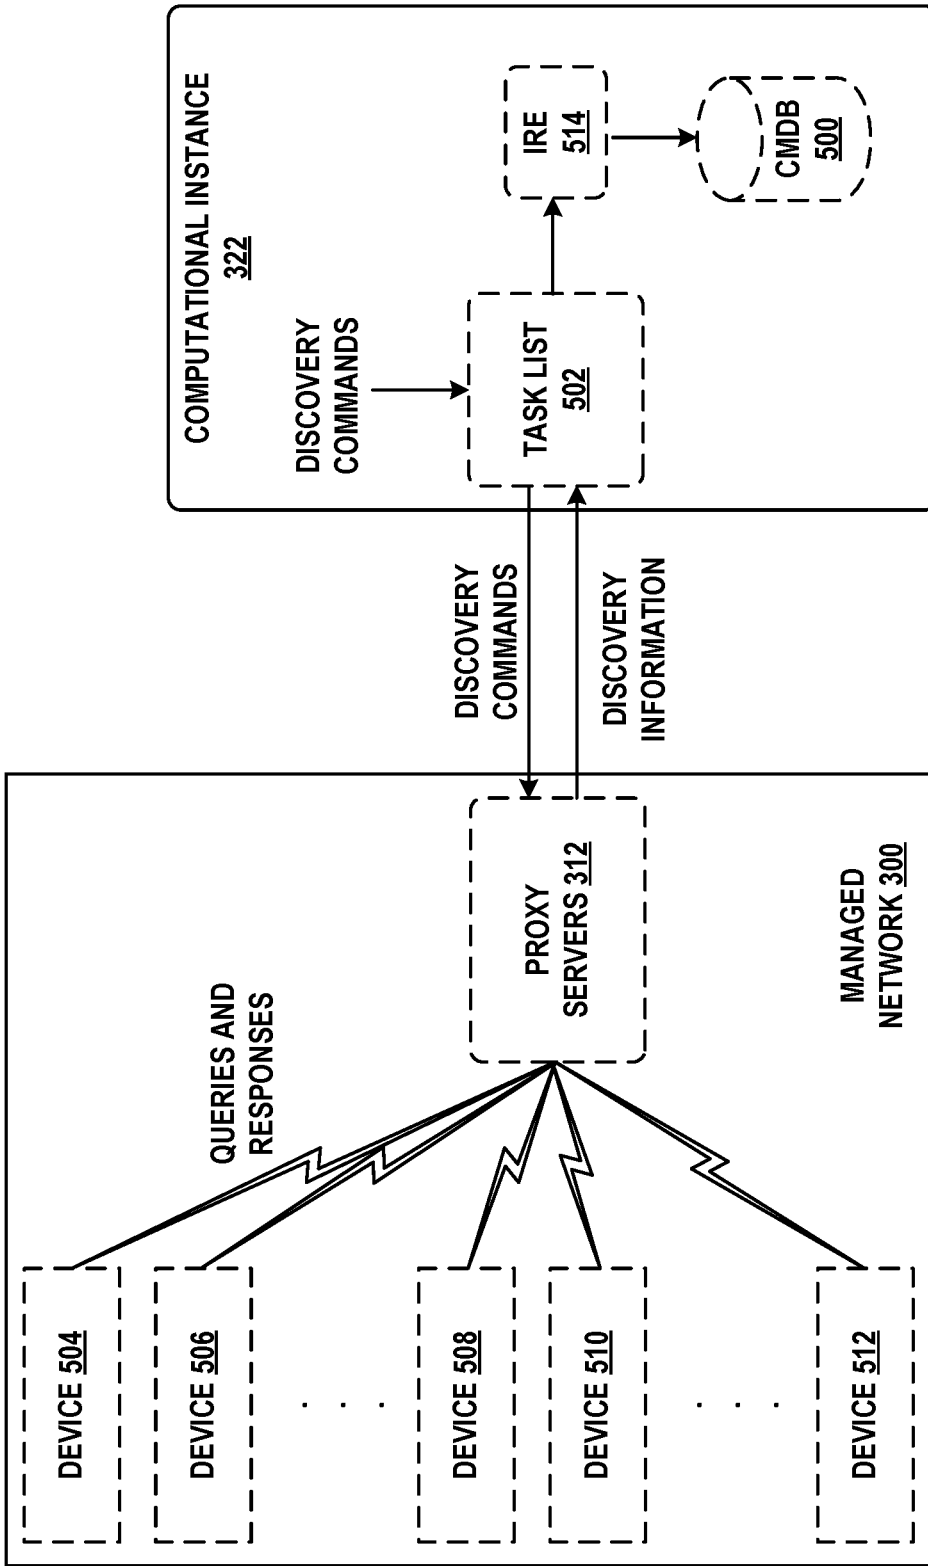 COMPUTATIONAL INSTANCE
322
DISCOVERY
COMMANDS
TASK LIST
502
IRE
514
CMDB
500
DISCOVERY
COMMANDS
DISCOVERY
INFORMATION
QUERIES AND
RESPONSES
PROXY
SERVERS 312
MANAGED
NETWORK 300
DEVICE 504
DEVICE 506
. . . .
DEVICE 508
DEVICE 510
. . . .
DEVICE 512